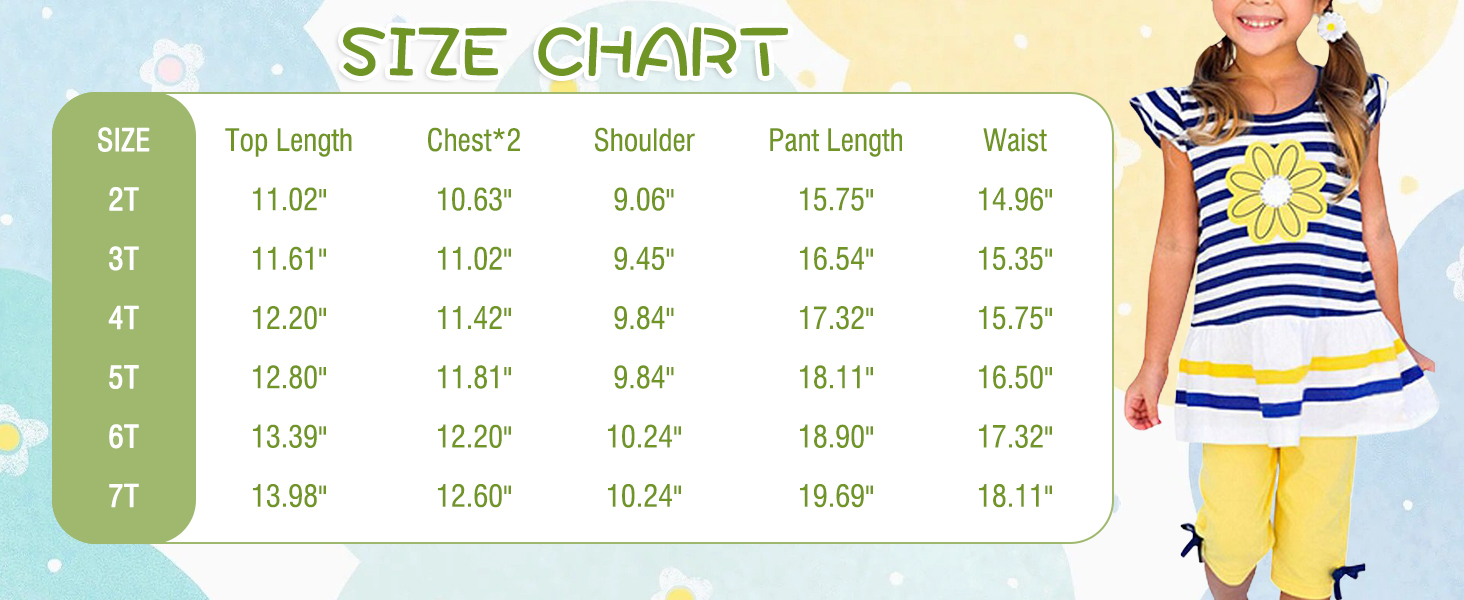 SIZE CHART
SIZE Top Length Chest*2 Shoulder Pant Length Waist
2T 11.02" 10.63" 9.06" 15.75" 14.96"
3T 11.61" 11.02" 9.45" 16.54" 15.35"
4T 12.20" 11.42" 9.84" 17.32" 15.75"
5T 12.80" 11.81" 9.84" 18.11" 16.50"
6T 13.39" 12.20" 10.24" 18.90" 17.32"
7T 13.98" 12.60" 10.24" 19.69" 18.11"